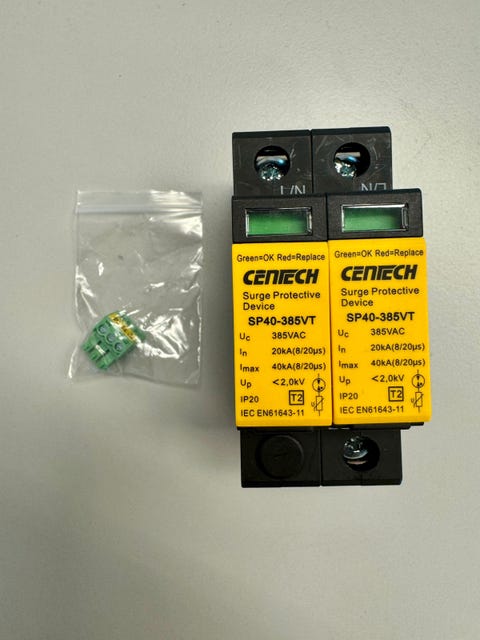 L/N
L/N
Green=OK Red=Replace
CENTECH
Surge Protective
Device
SP40-385VT
Uc 385VAC
In 20kA(8/20µs)
Imax 40kA(8/20µs)
Up <2,0kV
IP20 T2
IEC EN61643-11
U
Green=OK Red=Replace
CENTECH
Surge Protective
Device
SP40-385VT
Uc 385VAC
In 20kA(8/20µs)
Imax 40kA(8/20µs)
Up <2,0kV
IP20 T2
IEC EN61643-11
U